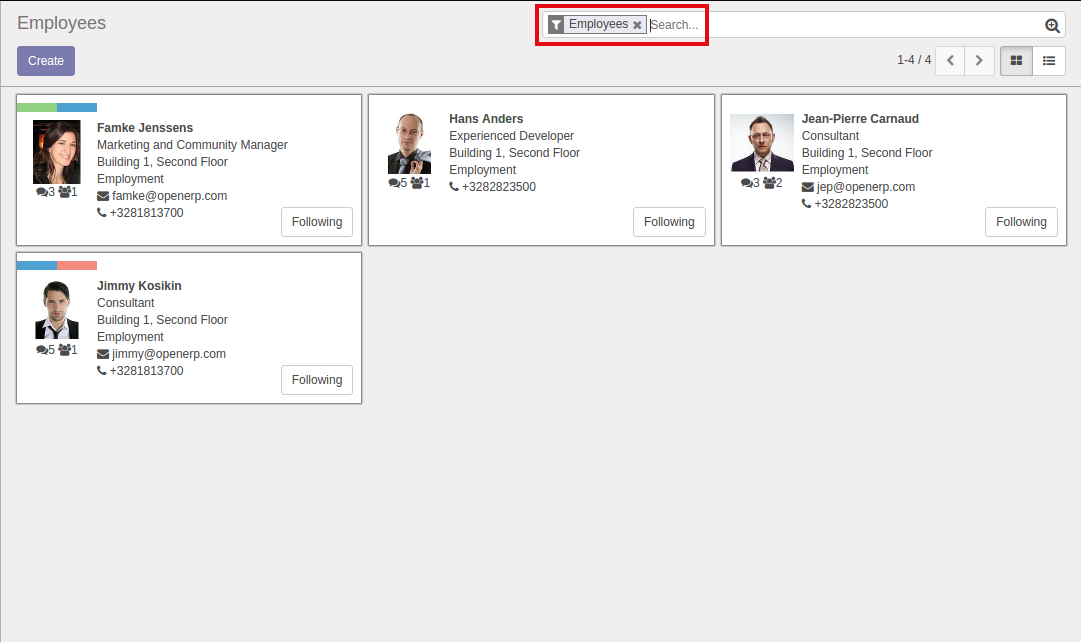 Employees
Employees Search...
Create
1-4 / 4
Famke Jenssens
Marketing and Community Manager
Building 1, Second Floor
Employment
famke@openerp.com
+3281813700
3 1
Following
Hans Anders
Experienced Developer
Building 1, Second Floor
Employment
+3282823500
5 1
Following
Jean-Pierre Carnaud
Consultant
Building 1, Second Floor
Employment
jep@openerp.com
+3282823500
3 2
Following
Jimmy Kosikin
Consultant
Building 1, Second Floor
Employment
jimmy@openerp.com
+3281813700
5 1
Following